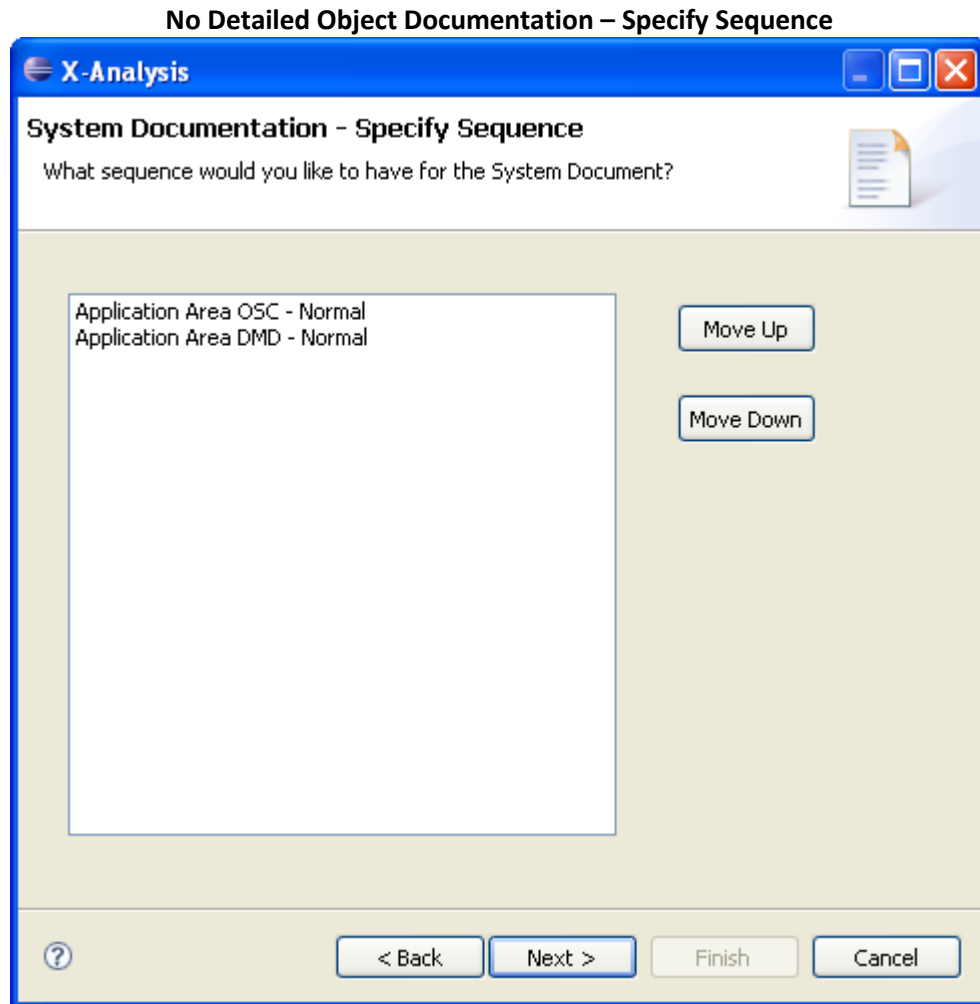 No Detailed Object Documentation – Specify Sequence
X-Analysis
System Documentation - Specify Sequence
What sequence would you like to have for the System Document?
Application Area OSC - Normal
Application Area DMD - Normal
Move Up
Move Down
?
< Back
Next >
Finish
Cancel